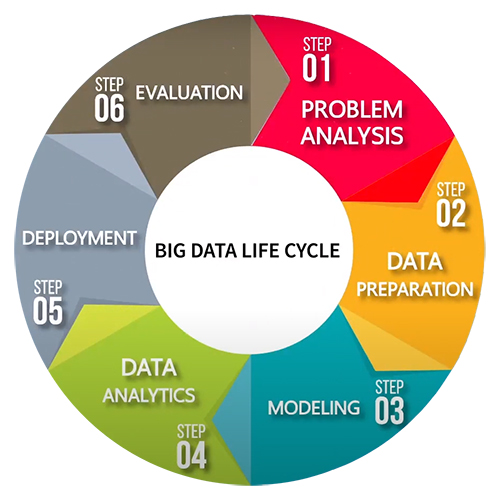 STEP
01
PROBLEM
ANALYSIS
STEP
02
DATA
PREPARATION
STEP
03
MODELING
DATA
ANALYTICS
STEP
04
DEPLOYMENT
STEP
05
STEP
06
EVALUATION
BIG DATA LIFE CYCLE